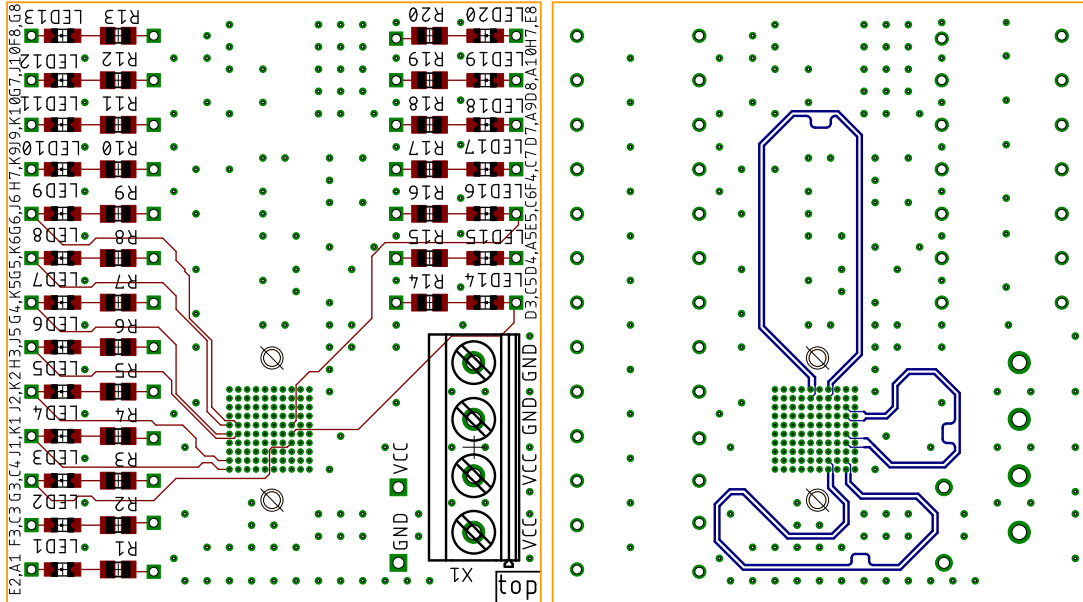 LED13 R13
LED12 R12
LED11 R11
LED10 R10
LED9 R9
LED8 R8
LED7 R7
LED6 R6
LED5 R5
LED4 R4
LED3 R3
LED2 R2
LED1 R1
E2,A1 F3,C3 G3,C4 J1,K1 J2,K2 H3,J5 G4,K5 G5,K6 G6,J6 H7,K9 J9,K10 G7,J10 F8,G8
R20 LED20
R19 LED19
R18 LED18
R17 LED17
R16 LED16
R15 LED15
R14 LED14
D3,C5 D4,A5 E5,C6 F4,C7 D7,A9 D8,A10 H7,E8
GND VCC
VCC VCC GND GND
X1
top